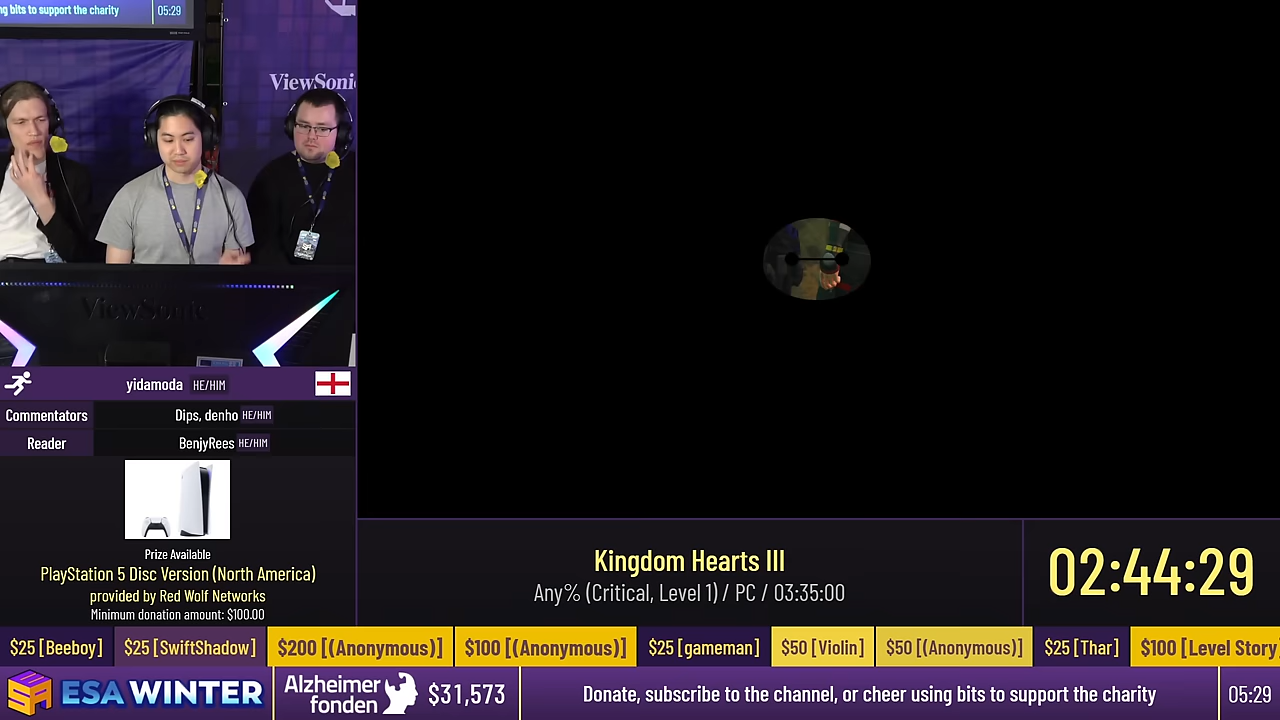 ng bits to support the charity 05:29
ViewSonic
ViewSonic
yidamoda HE/HIM
Commentators Dips, denho HE/HIM
Reader BenjyRees HE/HIM
Prize Available
PlayStation 5 Disc Version (North America)
provided by Red Wolf Networks
Minimum donation amount: $100.00
Kingdom Hearts III
Any% (Critical, Level 1) / PC / 03:35:00
02:44:29
$25 [Beeboy] $25 [SwiftShadow] $200 [(Anonymous)] $100 [(Anonymous)] $25 [gameman] $50 [Violin] $50 [(Anonymous)] $25 [Thar] $100 [Level Story
ESA WINTER
Alzheimer
fonden
$31,573
Donate, subscribe to the channel, or cheer using bits to support the charity
05:29